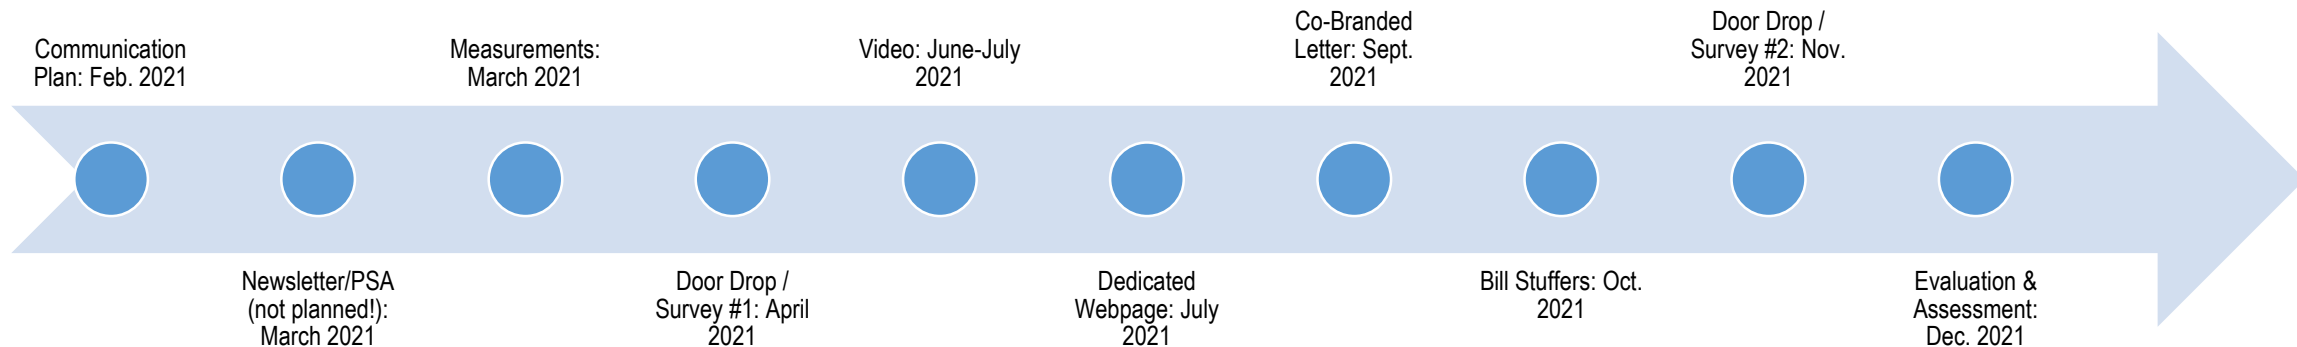 Communication
Plan: Feb. 2021
Newsletter/PSA
(not planned!):
March 2021
Measurements:
March 2021
Door Drop /
Survey #1: April
2021
Video: June-July
2021
Dedicated
Webpage: July
2021
Co-Branded
Letter: Sept.
2021
Bill Stuffers: Oct.
2021
Door Drop /
Survey #2: Nov.
2021
Evaluation &
Assessment:
Dec. 2021